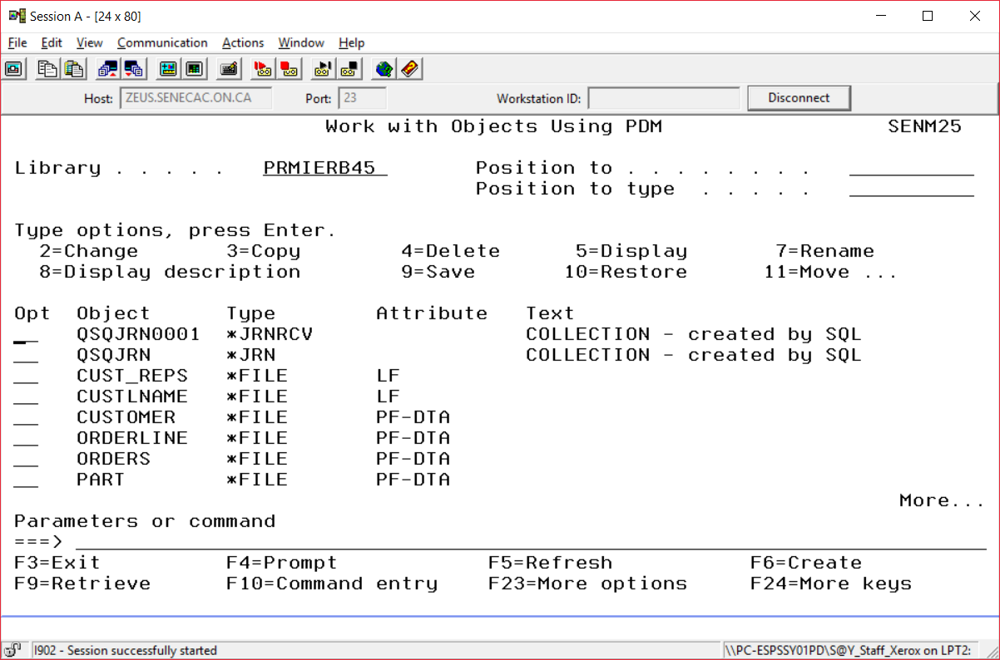 Session A - [24 x 80]
File Edit View Communication Actions Window Help
Host: ZEUS.SENECAC.ON.CA Port: 23 Workstation ID: Disconnect
Work with Objects Using PDM SENM25
Library . . . . . PRMIERB45 Position to . . . . . . . .
Position to type . . . . .
Type options, press Enter.
2=Change 3=Copy 4=Delete 5=Display 7=Rename
8=Display description 9=Save 10=Restore 11=Move ...
Opt Object Type Attribute Text
QSQJRN0001 *JRNRCV COLLECTION - created by SQL
QSQJRN *JRN COLLECTION - created by SQL
CUST_REPS *FILE LF
CUSTLNAME *FILE LF
CUSTOMER *FILE PF-DTA
ORDERLINE *FILE PF-DTA
ORDERS *FILE PF-DTA
PART *FILE PF-DTA
More...
Parameters or command
===>
F3=Exit F4=Prompt F5=Refresh F6=Create
F9=Retrieve F10=Command entry F23=More options F24=More keys
I902 - Session successfully started \\PC-ESPSSY01PD\S@Y_Staff_Xerox on LPT2: